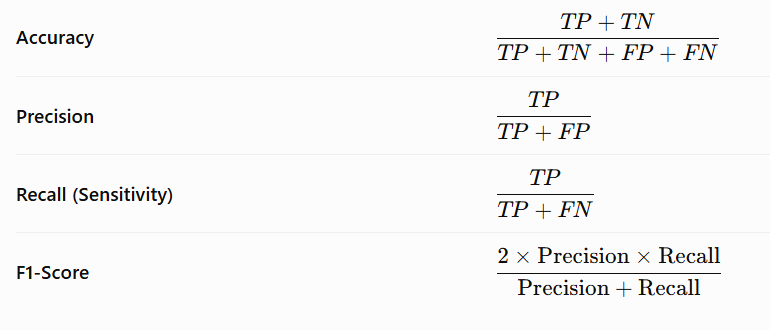 Accuracy
TP + TN
TP + TN + FP + FN
Precision
TP
TP + FP
Recall (Sensitivity)
TP
TP + FN
F1-Score
2 × Precision × Recall
Precision + Recall